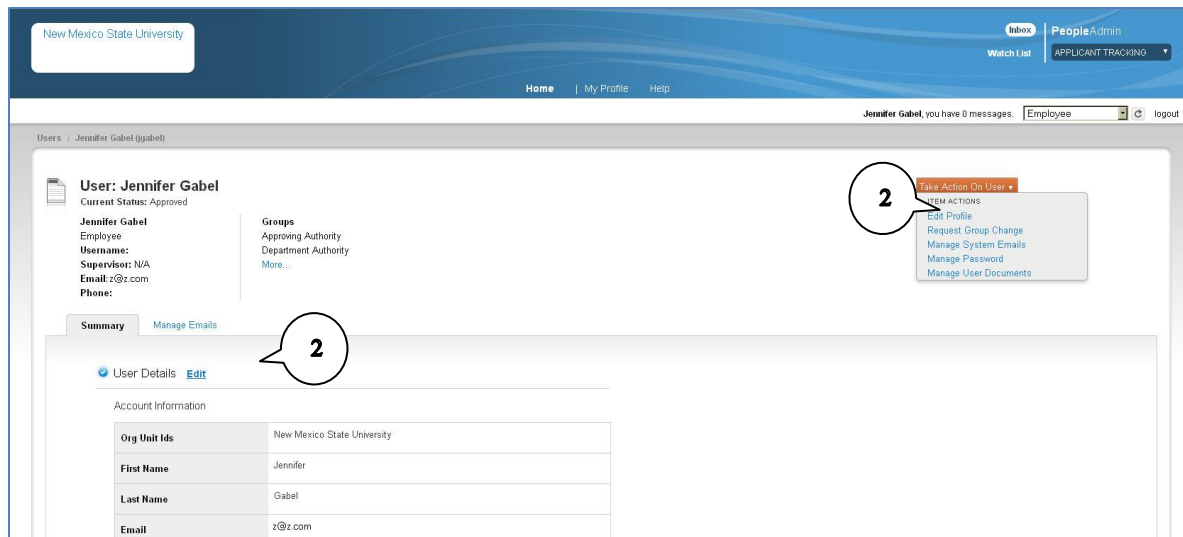 New Mexico State University
Inbox PeopleAdmin
Watch List APPLICANT TRACKING
Home | My Profile Help
Jennifer Gabel, you have 0 messages. Employee logout
Users / Jennifer Gabel (jgabel)
User: Jennifer Gabel
Current Status: Approved
Jennifer Gabel
Employee
Username:
Supervisor: N/A
Email: z@z.com
Phone:
Groups
Approving Authority
Department Authority
More...
2
Take Action On User
ITEM ACTIONS
Edit Profile
Request Group Change
Manage System Emails
Manage Password
Manage User Documents
Summary Manage Emails
2
User Details Edit
Account Information
Org Unit Ids New Mexico State University
First Name Jennifer
Last Name Gabel
Email z@z.com